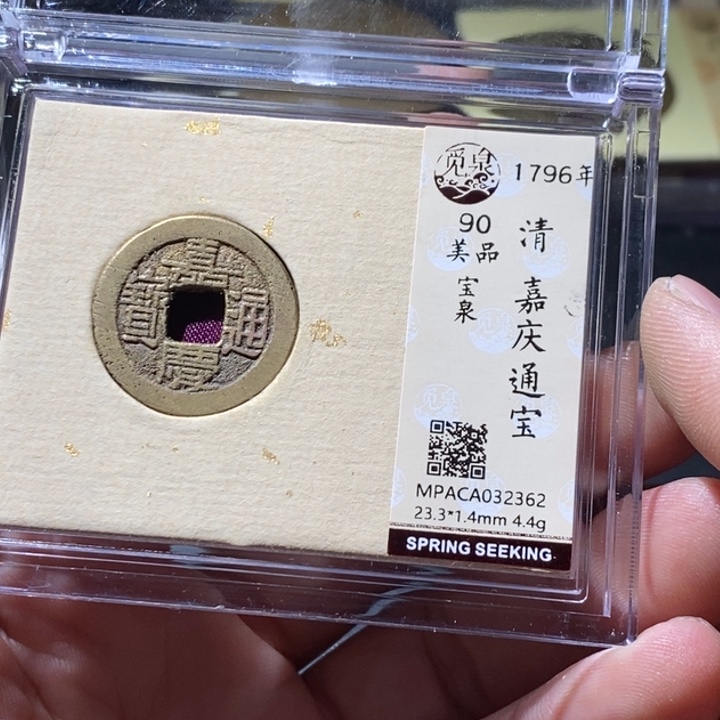 嘉慶通寶
觅泉
1796年
90
美品
宝泉
清 嘉庆通宝
MPACA032362
23.3*1.4mm 4.4g
SPRING SEEKING